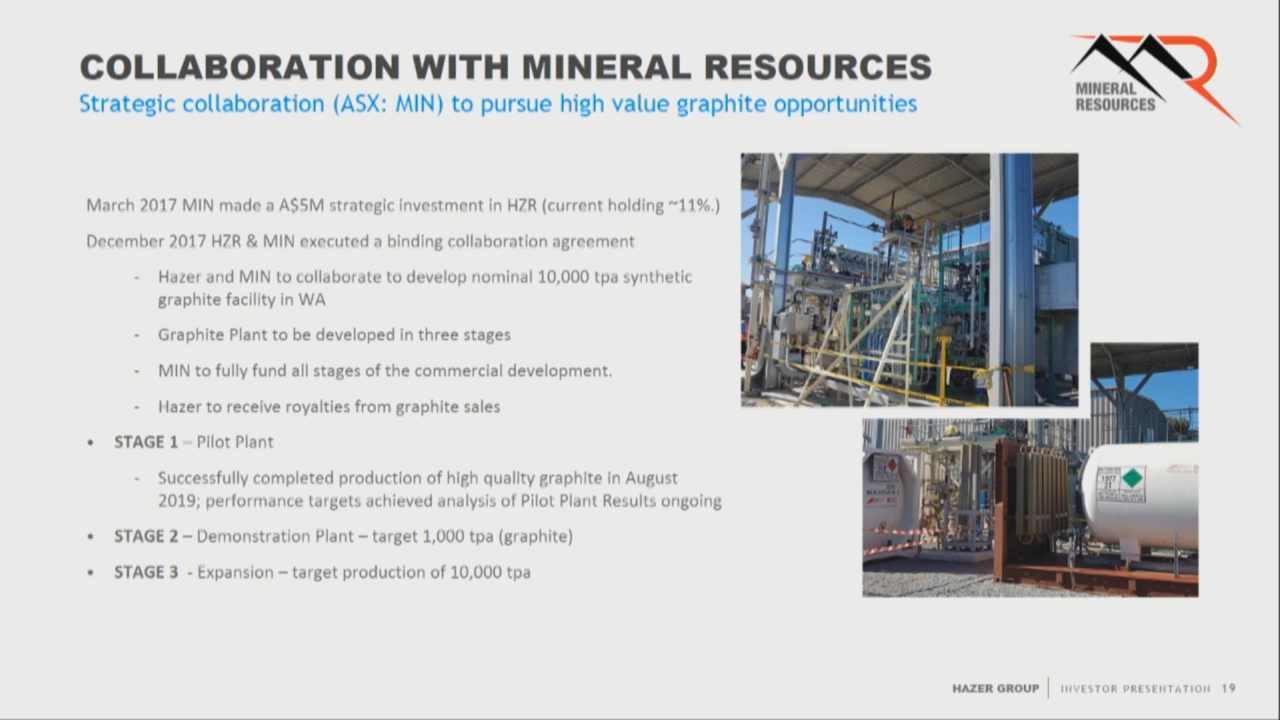 COLLABORATION WITH MINERAL RESOURCES
Strategic collaboration (ASX: MIN) to pursue high value graphite opportunities
MINERAL
RESOURCES
March 2017 MIN made a A$5M strategic investment in HZR (current holding ~11%.)
December 2017 HZR & MIN executed a binding collaboration agreement
- Hazer and MIN to collaborate to develop nominal 10,000 tpa synthetic
graphite facility in WA
- Graphite Plant to be developed in three stages
- MIN to fully fund all stages of the commercial development.
- Hazer to receive royalties from graphite sales
• STAGE 1 – Pilot Plant
- Successfully completed production of high quality graphite in August
2019; performance targets achieved analysis of Pilot Plant Results ongoing
• STAGE 2 – Demonstration Plant – target 1,000 tpa (graphite)
• STAGE 3 - Expansion – target production of 10,000 tpa
1977
HAZER GROUP | INVESTOR PRESENTATION 19